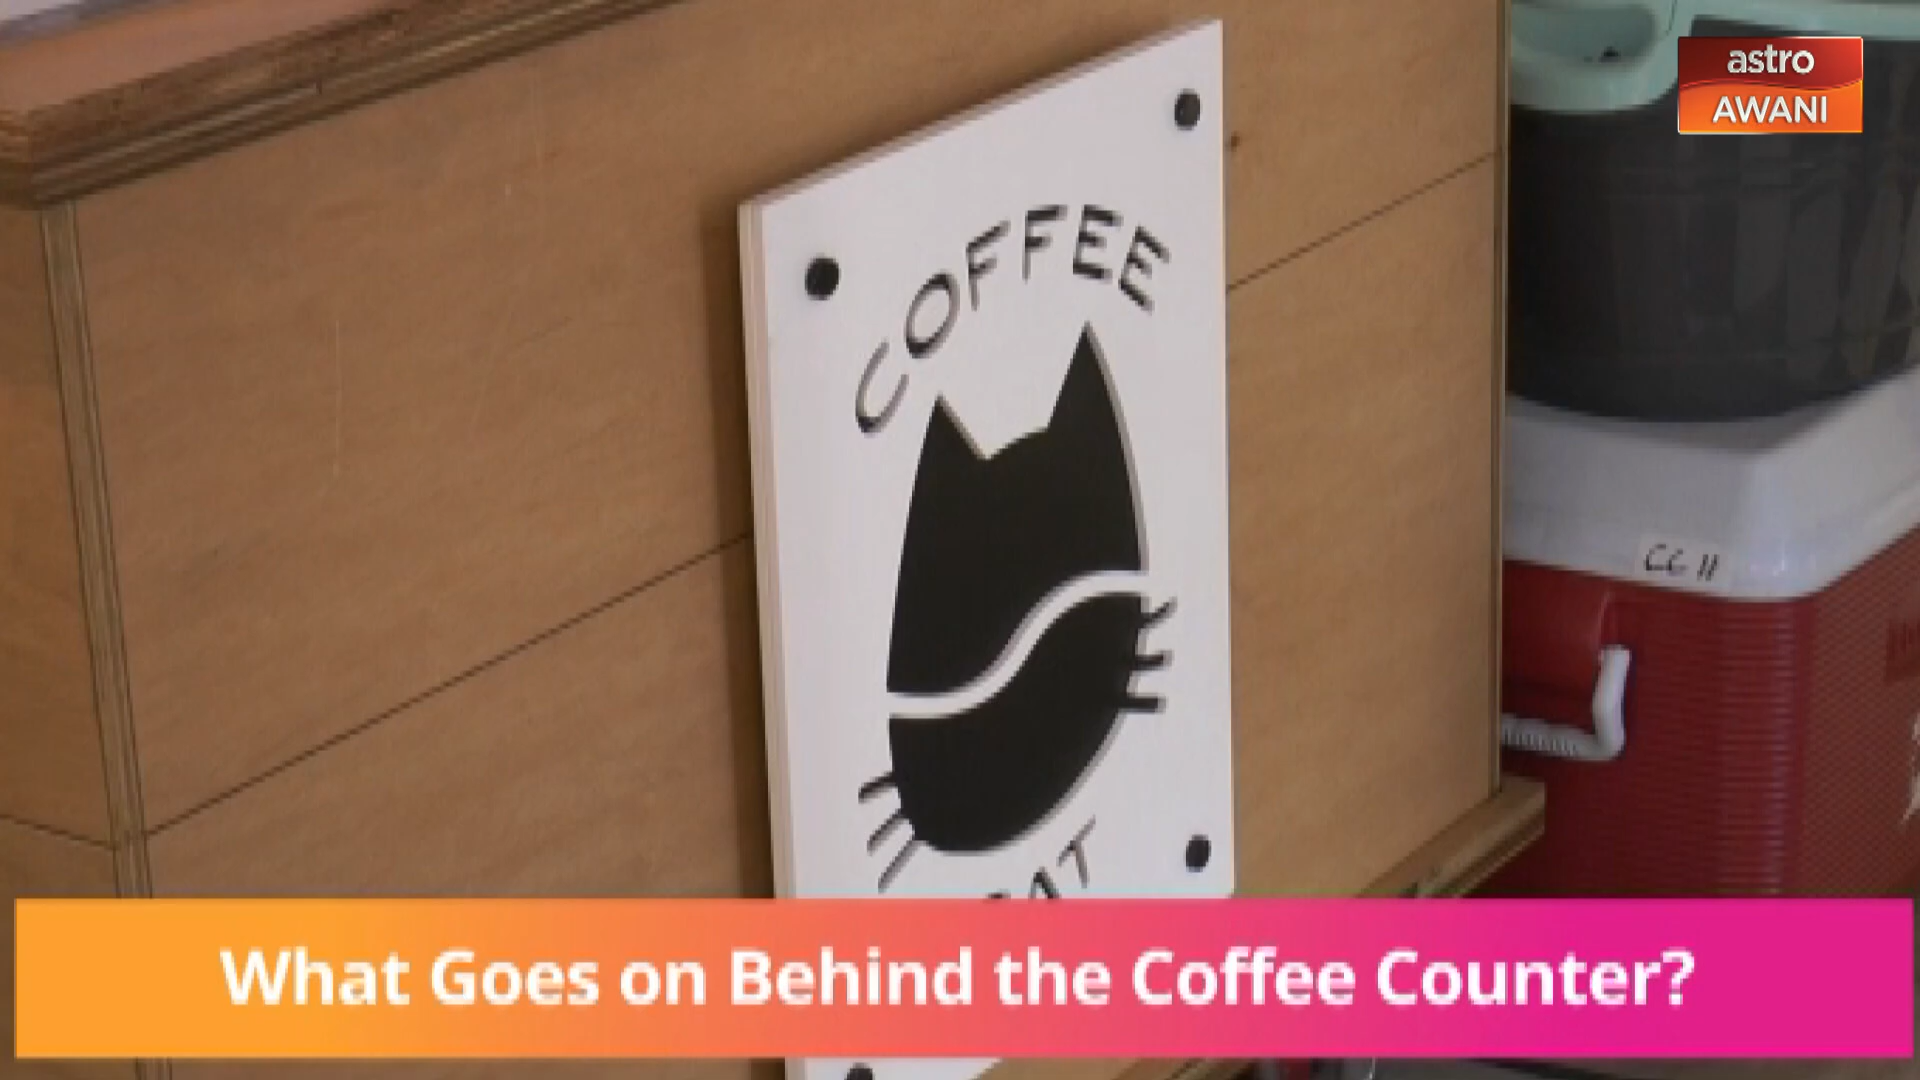 astro
AWANI
COFFEE
CC 11
What Goes on Behind the Coffee Counter?